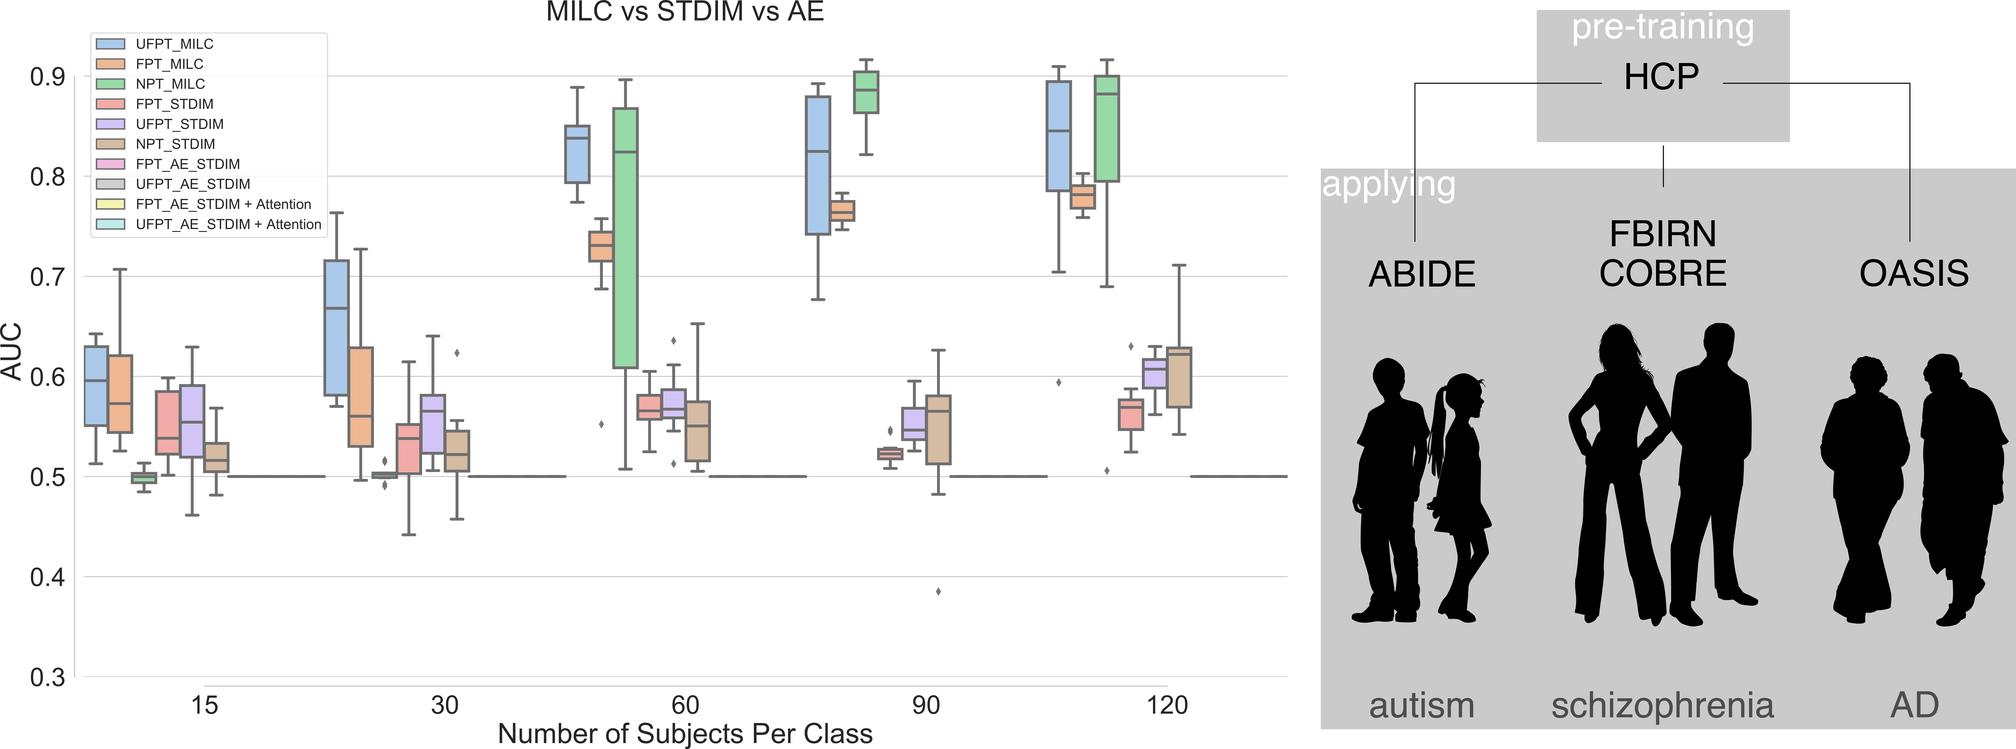 MILC vs STDIM vs AE
UFPT_MILC
FPT_MILC
NPT_MILC
FPT_STDIM
UFPT_STDIM
NPT_STDIM
FPT_AE_STDIM
UFPT_AE_STDIM
FPT_AE_STDIM + Attention
UFPT_AE_STDIM + Attention
AUC
0.9
0.8
0.7
0.6
0.5
0.4
0.3
15 30 60 90 120
Number of Subjects Per Class
pre-training
HCP
applying
FBIRN
ABIDE COBRE OASIS
autism schizophrenia AD